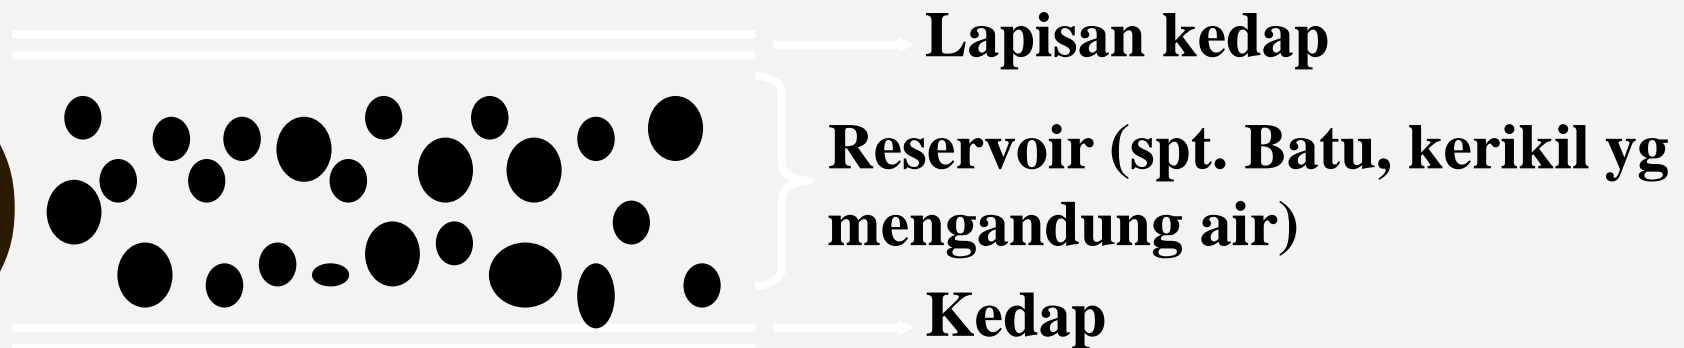 Lapisan kedap
Reservoir (spt. Batu, kerikil yg
mengandung air)
Kedap